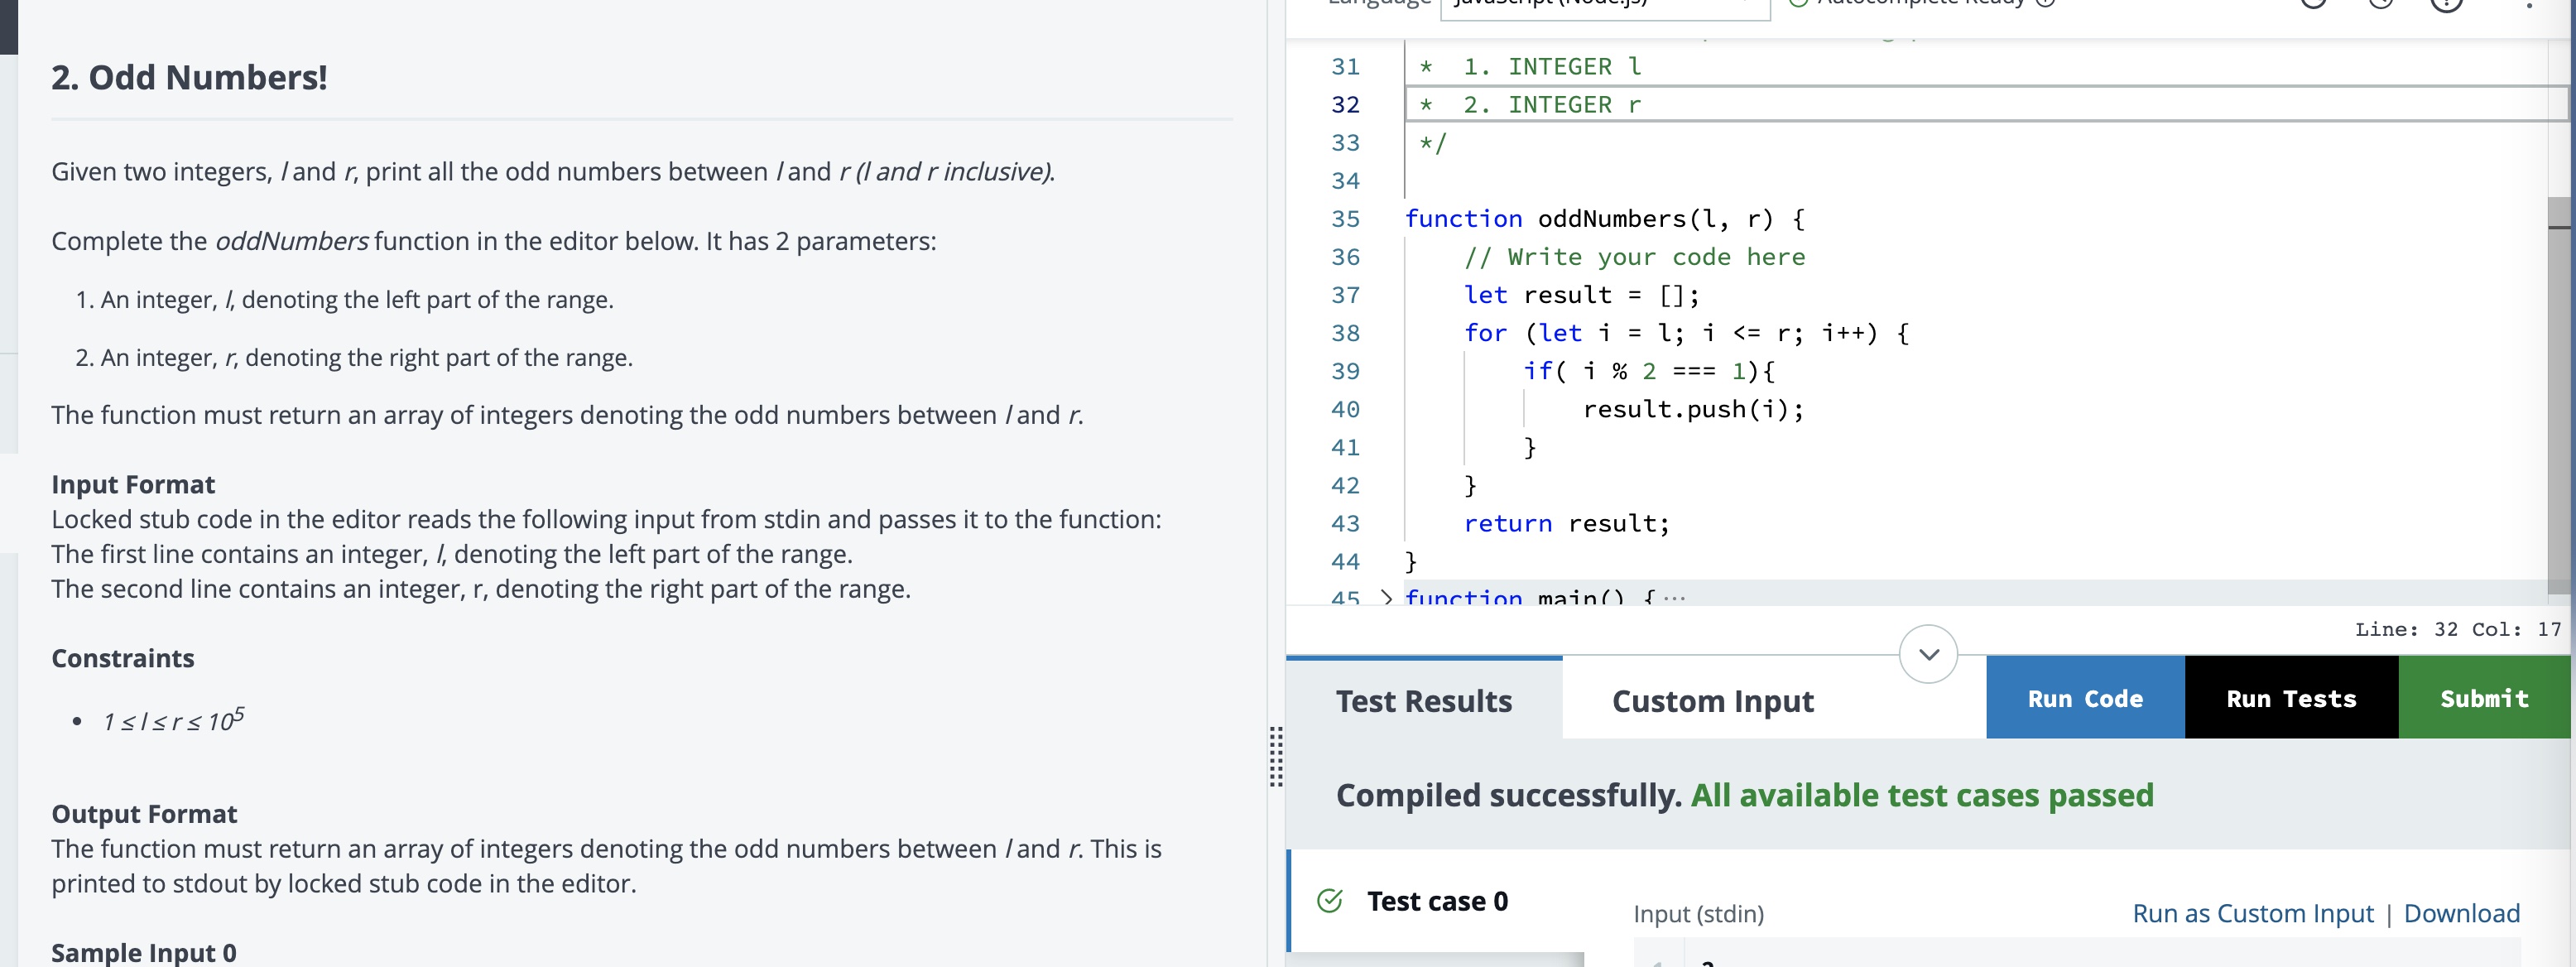 2. Odd Numbers!
Given two integers, l and r, print all the odd numbers between l and r (l and r inclusive).
Complete the oddNumbers function in the editor below. It has 2 parameters:
1. An integer, l, denoting the left part of the range.
2. An integer, r, denoting the right part of the range.
The function must return an array of integers denoting the odd numbers between l and r.
Input Format
Locked stub code in the editor reads the following input from stdin and passes it to the function:
The first line contains an integer, l, denoting the left part of the range.
The second line contains an integer, r, denoting the right part of the range.
Constraints
• 1 ≤ l ≤ r ≤ 10⁵
Output Format
The function must return an array of integers denoting the odd numbers between l and r. This is
printed to stdout by locked stub code in the editor.
Sample Input 0
Language JavaScript (Node.js) Autocomplete Ready
31 * 1. INTEGER l
32 * 2. INTEGER r
33 */
34
35 function oddNumbers(l, r) {
36 // Write your code here
37 let result = [];
38 for (let i = l; i <= r; i++) {
39 if( i % 2 === 1){
40 result.push(i);
41 }
42 }
43 return result;
44 }
45 > function main() { ...
Line: 32 Col: 17
Test Results Custom Input Run Code Run Tests Submit
Compiled successfully. All available test cases passed
Test case 0
Input (stdin) Run as Custom Input | Download